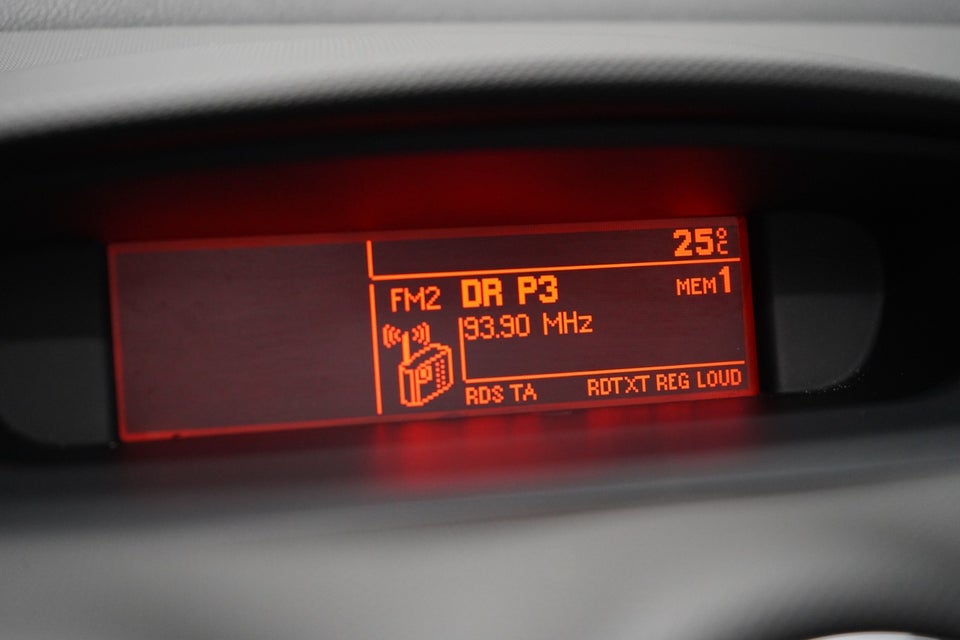 25°C
FM2 DR P3 MEM1
93.90 MHz
RDS TA RDTXT REG LOUD